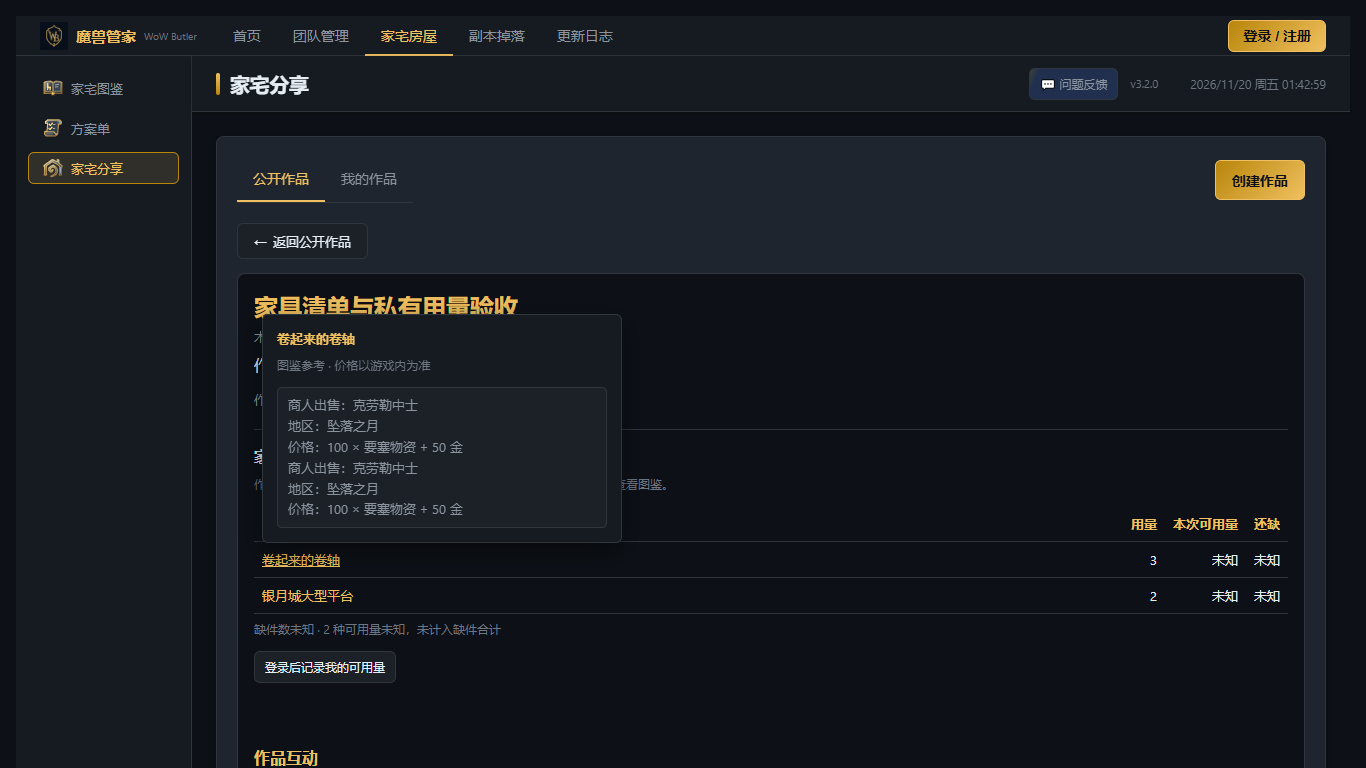 魔兽管家 WoW Butler 首页 团队管理 家宅房屋 副本掉落 更新日志 登录 / 注册
家宅图鉴
方案单
家宅分享
家宅分享 问题反馈 v3.2.0 2026/11/20 周五 01:42:59
公开作品 我的作品 创建作品
← 返回公开作品
家具清单与私有用量验收
卷起来的卷轴
图鉴参考 · 价格以游戏内为准
商人出售：克劳勒中士
地区：坠落之月
价格：100 × 要塞物资 + 50 金
商人出售：克劳勒中士
地区：坠落之月
价格：100 × 要塞物资 + 50 金
查看图鉴。
用量 本次可用量 还缺
卷起来的卷轴 3 未知 未知
银月城大型平台 2 未知 未知
缺件数未知 · 2 种可用量未知，未计入缺件合计
登录后记录我的可用量
作品互动